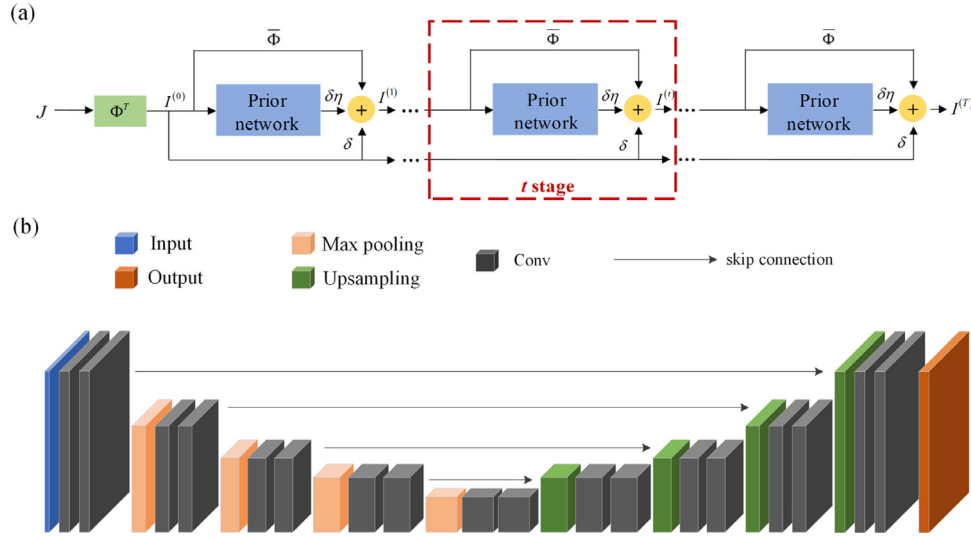 (a)
Φ̄ Φ̄ Φ̄
J Φ^T I^(0) Prior network δη + I^(1) ··· Prior network δη + I^(t) ··· Prior network δη + I^(T
δ ··· δ ··· δ
t stage
(b)
Input Max pooling Conv skip connection
Output Upsampling